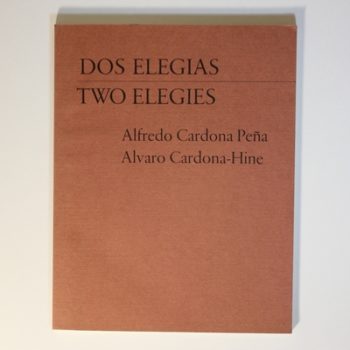 DOS ELEGIAS
TWO ELEGIES
Alfredo Cardona Peña
Alvaro Cardona-Hine